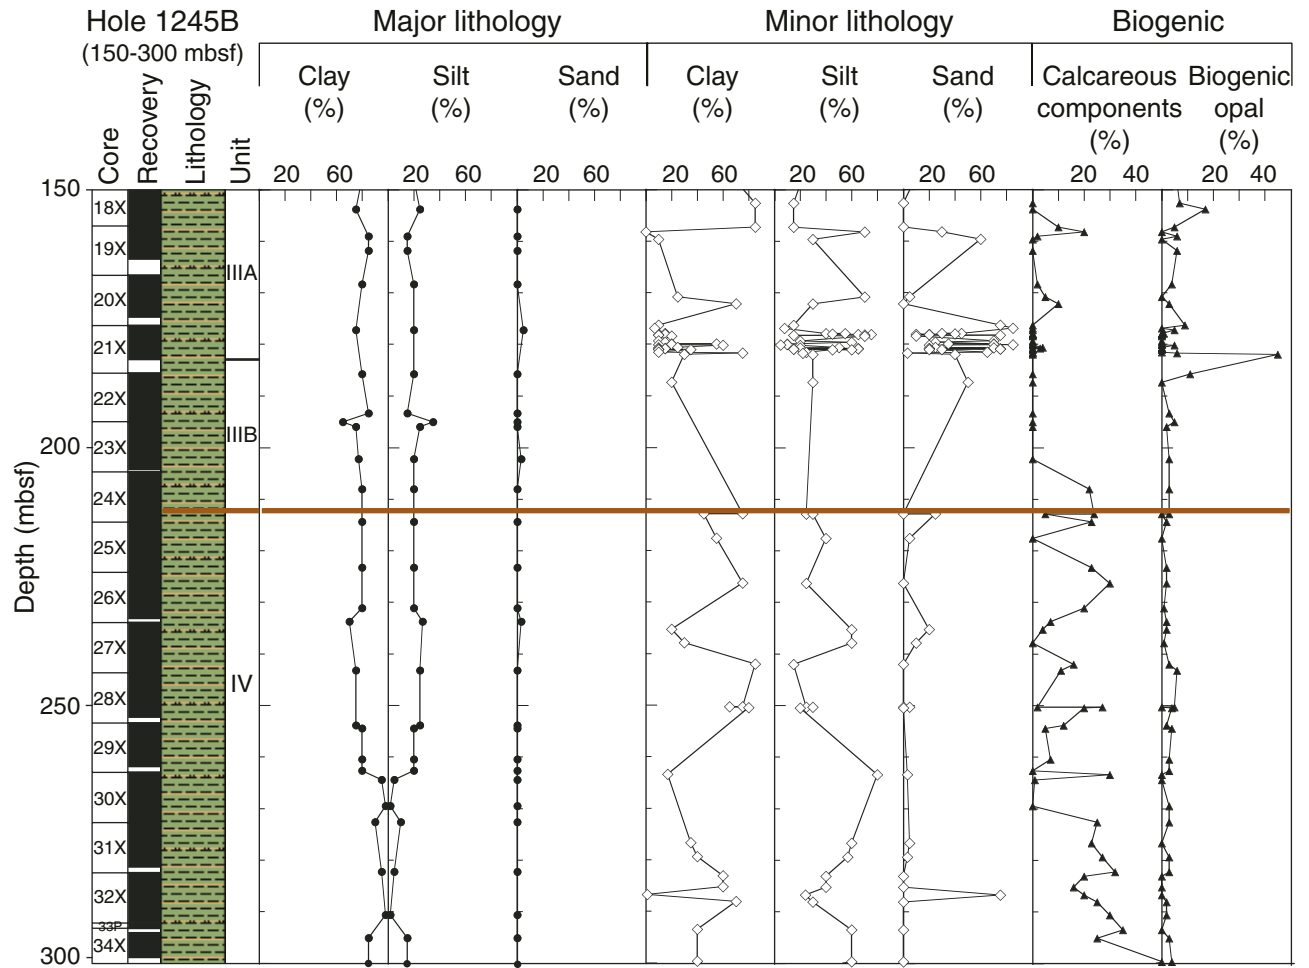 Hole 1245B
(150-300 mbsf)
Major lithology
Minor lithology
Biogenic
Core
Recovery
Lithology
Unit
Clay
(%)
Silt
(%)
Sand
(%)
Clay
(%)
Silt
(%)
Sand
(%)
Calcareous
components
(%)
Biogenic
opal
(%)
20 60 20 60 20 60 20 60 20 60 20 60 20 40 20 40
Depth (mbsf)
150
200
250
300
18X
19X
20X
21X
22X
23X
24X
25X
26X
27X
28X
29X
30X
31X
32X
33P
34X
IIIA
IIIB
IV